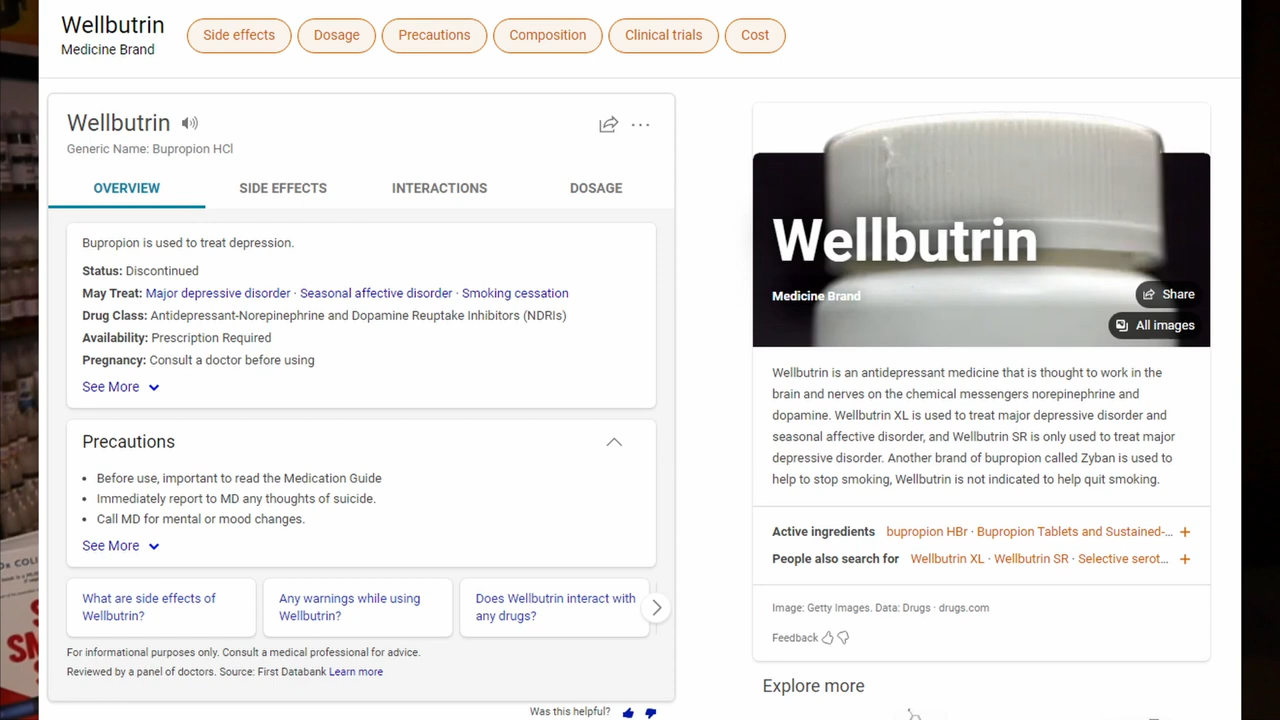 Wellbutrin
Medicine Brand
Side effects
Dosage
Precautions
Composition
Clinical trials
Cost
Wellbutrin
Generic Name: Bupropion HCl
OVERVIEW
SIDE EFFECTS
INTERACTIONS
DOSAGE
Bupropion is used to treat depression.
Status: Discontinued
May Treat: Major depressive disorder · Seasonal affective disorder · Smoking cessation
Drug Class: Antidepressant-Norepinephrine and Dopamine Reuptake Inhibitors (NDRIs)
Availability: Prescription Required
Pregnancy: Consult a doctor before using
See More
Precautions
• Before use, important to read the Medication Guide
• Immediately report to MD any thoughts of suicide.
• Call MD for mental or mood changes.
See More
What are side effects of
Wellbutrin?
Any warnings while using
Wellbutrin?
Does Wellbutrin interact with
any drugs?
For informational purposes only. Consult a medical professional for advice.
Reviewed by a panel of doctors. Source: First Databank Learn more
Was this helpful?
Wellbutrin
Medicine Brand
Share
All images
Wellbutrin is an antidepressant medicine that is thought to work in the
brain and nerves on the chemical messengers norepinephrine and
dopamine. Wellbutrin XL is used to treat major depressive disorder and
seasonal affective disorder, and Wellbutrin SR is only used to treat major
depressive disorder. Another brand of bupropion called Zyban is used to
help to stop smoking, Wellbutrin is not indicated to help quit smoking.
Active ingredients bupropion HBr · Bupropion Tablets and Sustained-... +
People also search for Wellbutrin XL · Wellbutrin SR · Selective serot... +
Image: Getty Images. Data: Drugs · drugs.com
Feedback
Explore more